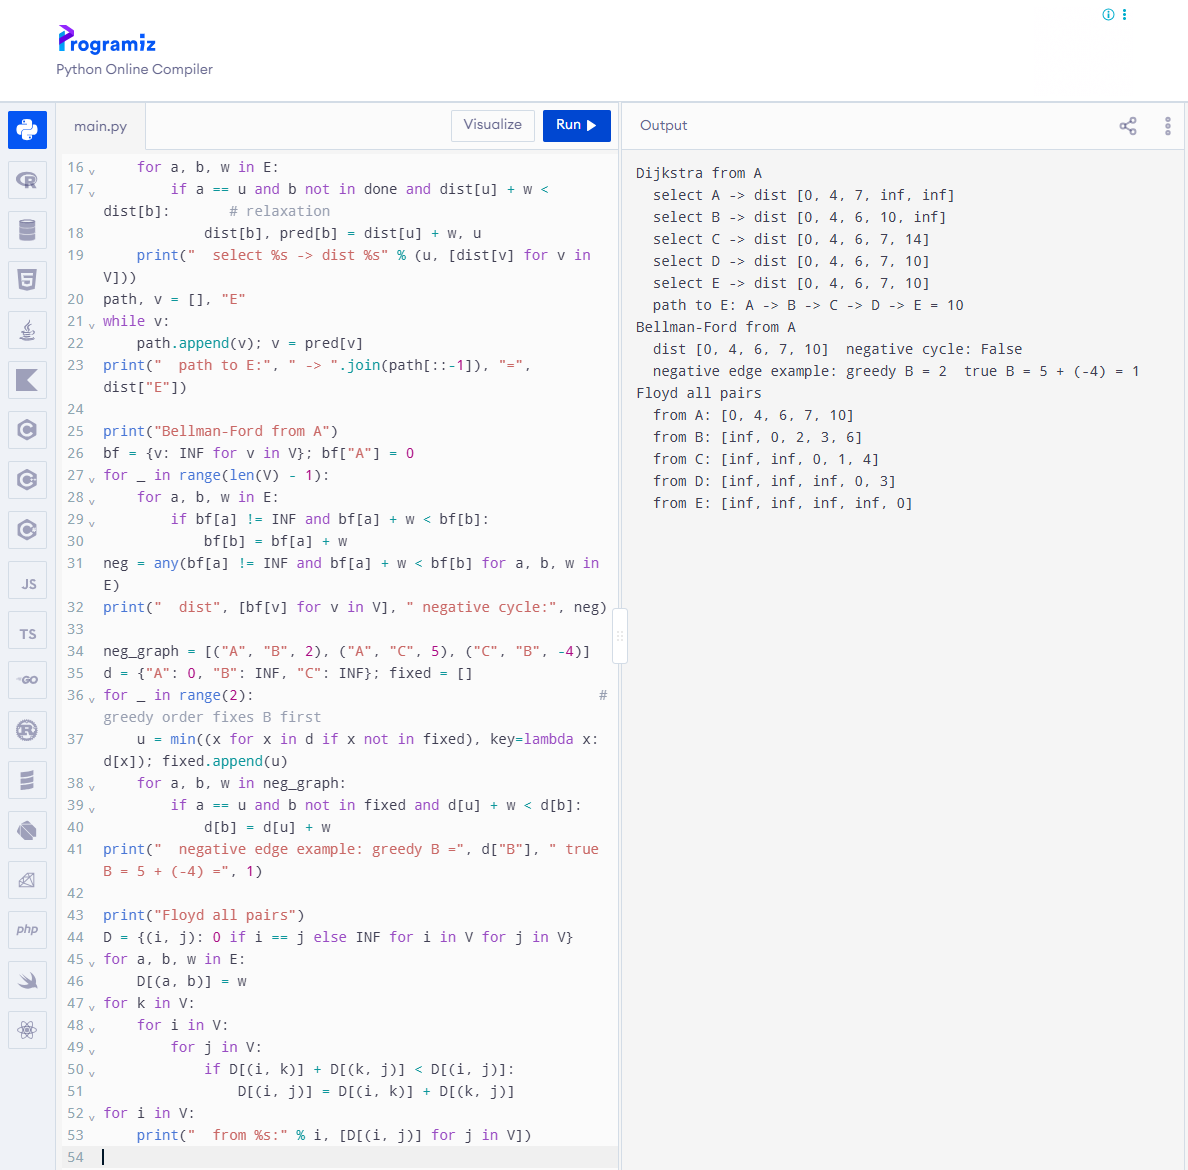 Programiz
Python Online Compiler
main.py
Visualize
Run
Output
16     for a, b, w in E:
17         if a == u and b not in done and dist[u] + w <
dist[b]:       # relaxation
18             dist[b], pred[b] = dist[u] + w, u
19     print("  select %s -> dist %s" % (u, [dist[v] for v in
V]))
20 path, v = [], "E"
21 while v:
22     path.append(v); v = pred[v]
23 print("  path to E:", " -> ".join(path[::-1]), "=",
dist["E"])
24
25 print("Bellman-Ford from A")
26 bf = {v: INF for v in V}; bf["A"] = 0
27 for _ in range(len(V) - 1):
28     for a, b, w in E:
29         if bf[a] != INF and bf[a] + w < bf[b]:
30             bf[b] = bf[a] + w
31 neg = any(bf[a] != INF and bf[a] + w < bf[b] for a, b, w in
E)
32 print("  dist", [bf[v] for v in V], " negative cycle:", neg)
33
34 neg_graph = [("A", "B", 2), ("A", "C", 5), ("C", "B", -4)]
35 d = {"A": 0, "B": INF, "C": INF}; fixed = []
36 for _ in range(2):                                         #
greedy order fixes B first
37     u = min((x for x in d if x not in fixed), key=lambda x:
d[x]); fixed.append(u)
38     for a, b, w in neg_graph:
39         if a == u and b not in fixed and d[u] + w < d[b]:
40             d[b] = d[u] + w
41 print("  negative edge example: greedy B =", d["B"], " true
B = 5 + (-4) =", 1)
42
43 print("Floyd all pairs")
44 D = {(i, j): 0 if i == j else INF for i in V for j in V}
45 for a, b, w in E:
46     D[(a, b)] = w
47 for k in V:
48     for i in V:
49         for j in V:
50             if D[(i, k)] + D[(k, j)] < D[(i, j)]:
51                 D[(i, j)] = D[(i, k)] + D[(k, j)]
52 for i in V:
53     print("  from %s:" % i, [D[(i, j)] for j in V])
54
Dijkstra from A
  select A -> dist [0, 4, 7, inf, inf]
  select B -> dist [0, 4, 6, 10, inf]
  select C -> dist [0, 4, 6, 7, 14]
  select D -> dist [0, 4, 6, 7, 10]
  select E -> dist [0, 4, 6, 7, 10]
  path to E: A -> B -> C -> D -> E = 10
Bellman-Ford from A
  dist [0, 4, 6, 7, 10]  negative cycle: False
  negative edge example: greedy B = 2  true B = 5 + (-4) = 1
Floyd all pairs
  from A: [0, 4, 6, 7, 10]
  from B: [inf, 0, 2, 3, 6]
  from C: [inf, inf, 0, 1, 4]
  from D: [inf, inf, inf, 0, 3]
  from E: [inf, inf, inf, inf, 0]
R
5
C
C
C
JS
TS
GO
R
php